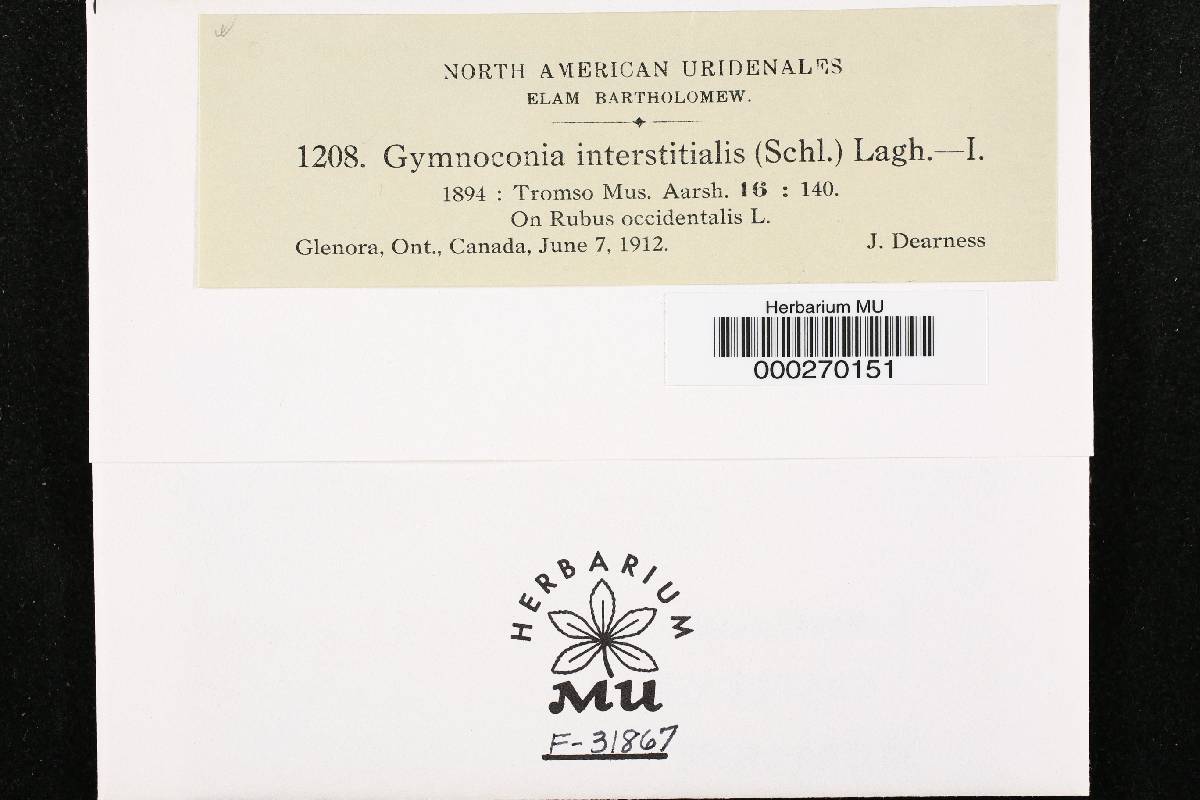 NORTH AMERICAN URIDENALES
ELAM BARTHOLOMEW.
1208. Gymnoconia interstitialis (Schl.) Lagh.—I.
1894 : Tromso Mus. Aarsh. 16 : 140.
On Rubus occidentalis L.
Glenora, Ont., Canada, June 7, 1912. J. Dearness
Herbarium MU
000270151
HERBARIUM
MU
F-31867